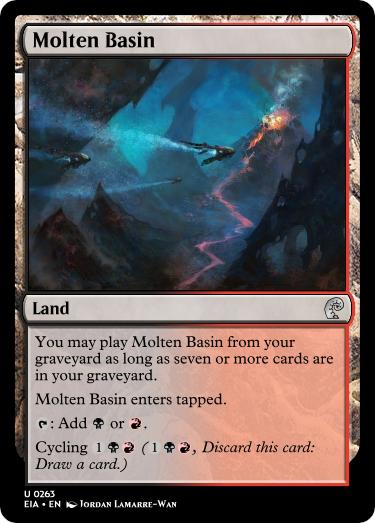 Molten Basin
Land
You may play Molten Basin from your
graveyard as long as seven or more cards are
in your graveyard.
Molten Basin enters tapped.
: Add or .
Cycling 1 ( 1 , Discard this card:
Draw a card.)
U 0263
EIA • EN Jordan Lamarre-Wan